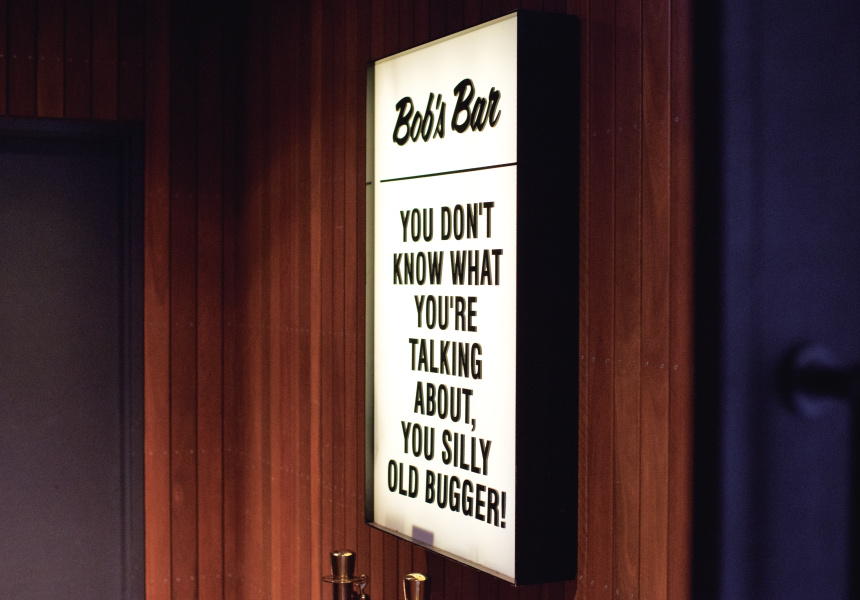 Bob's Bar
YOU DON'T
KNOW WHAT
YOU'RE
TALKING
ABOUT,
YOU SILLY
OLD BUGGER!